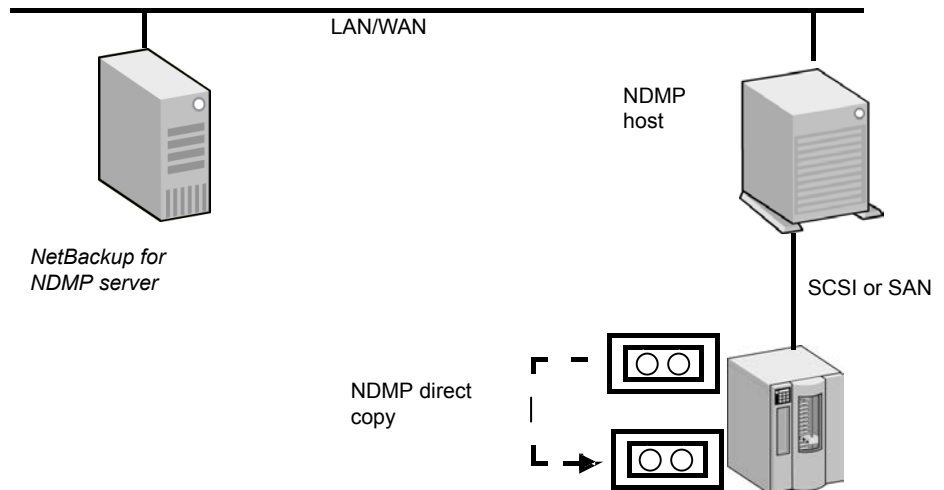 LAN/WAN
NDMP
host
NetBackup for
NDMP server
SCSI or SAN
NDMP direct
copy